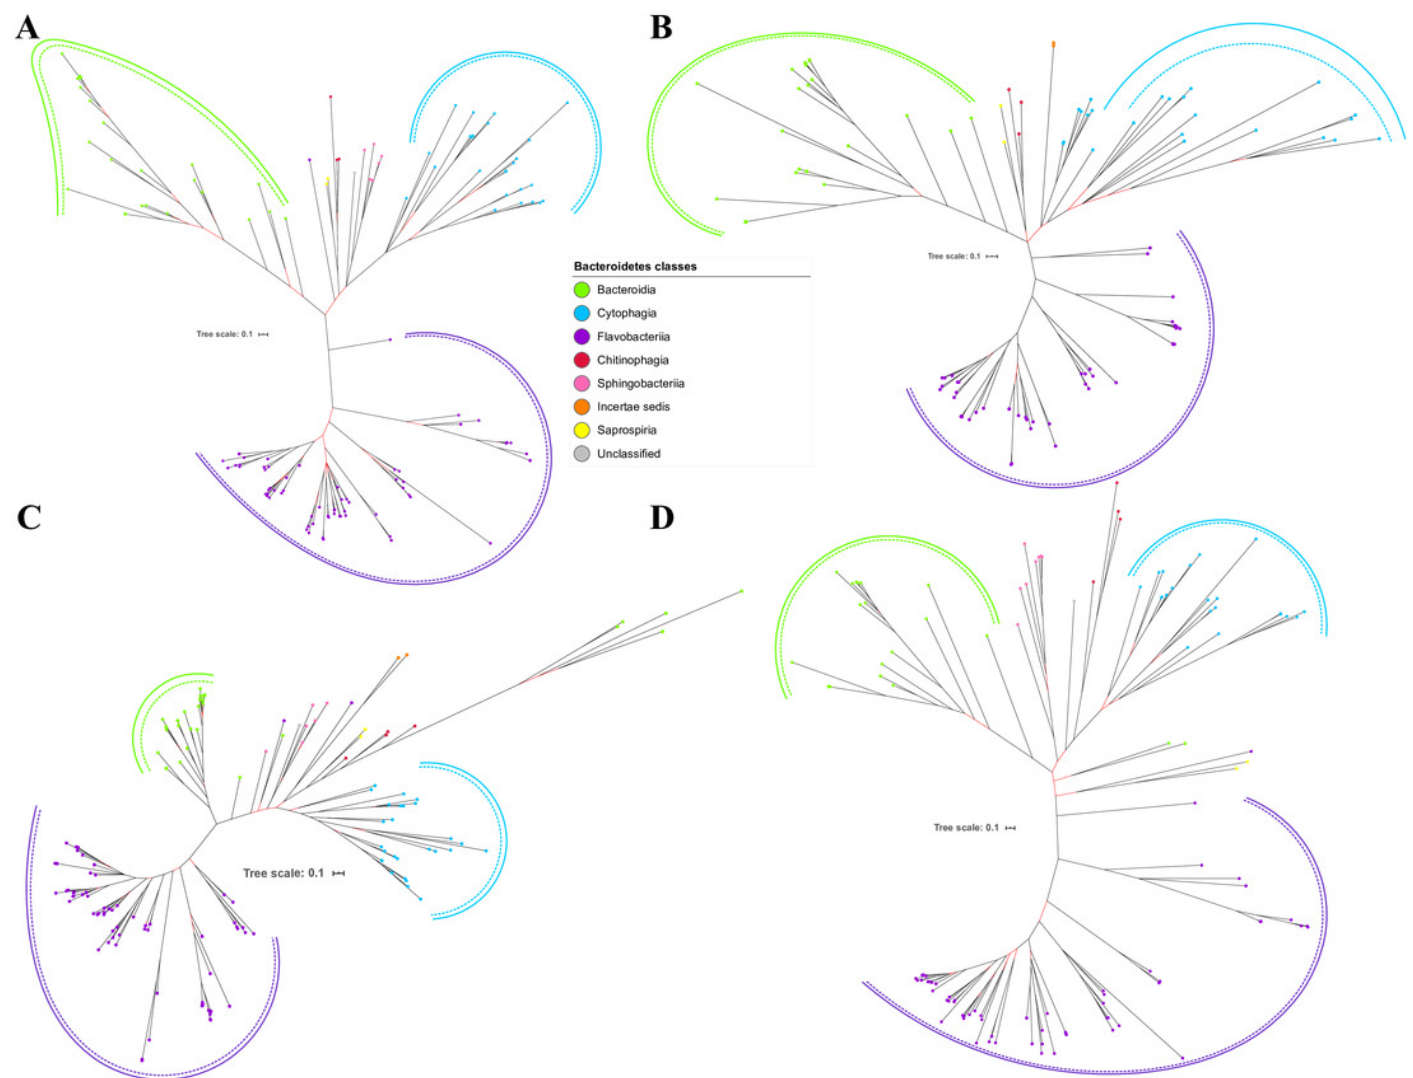 A
B
Bacteroidetes classes
Bacteroidia
Cytophagia
Flavobacteriia
Chitinophagia
Sphingobacteriia
Incertae sedis
Saprospiria
Unclassified
Tree scale: 0.1
Tree scale: 0.1
C
D
Tree scale: 0.1
Tree scale: 0.1